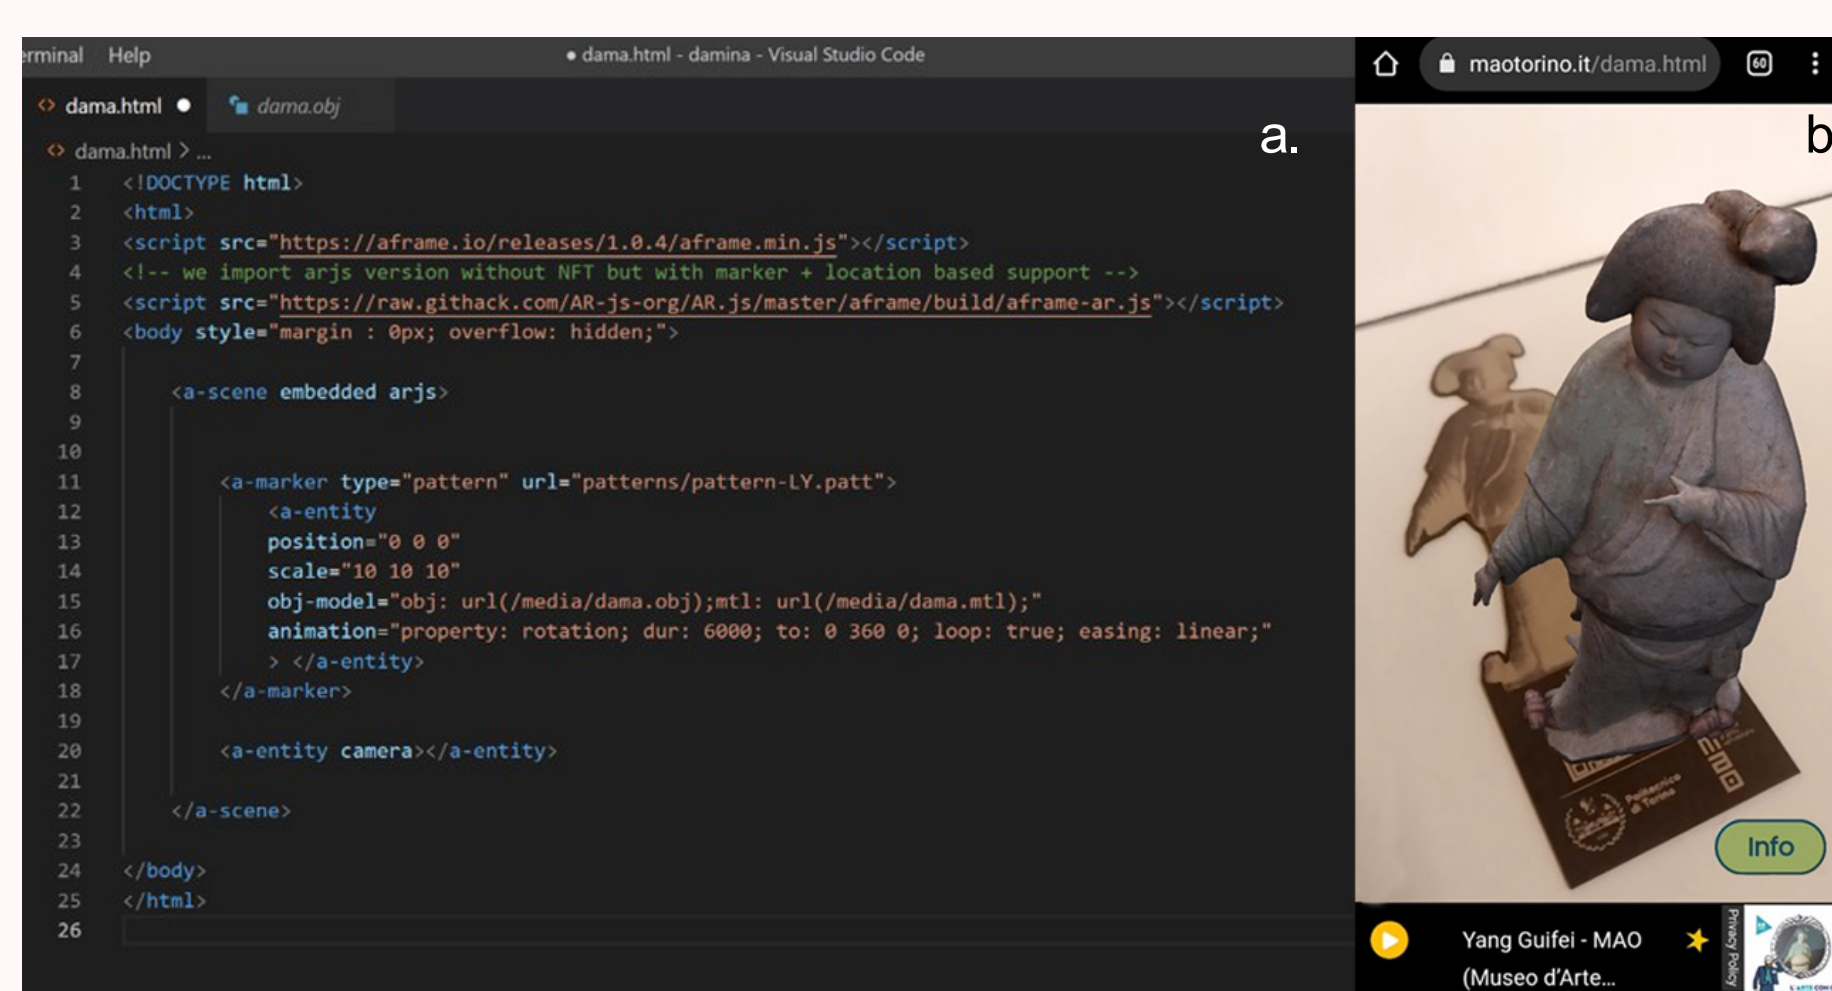 erminal Help
● dama.html - damina - Visual Studio Code
dama.html ●
dama.obj
a.
dama.html > ...
1 <!DOCTYPE html>
2 <html>
3 <script src="https://aframe.io/releases/1.0.4/aframe.min.js"></script>
4 <!-- we import arjs version without NFT but with marker + location based support -->
5 <script src="https://raw.githack.com/AR-js-org/AR.js/master/aframe/build/aframe-ar.js"></script>
6 <body style="margin : 0px; overflow: hidden;">
7
8 <a-scene embedded arjs>
9
10
11 <a-marker type="pattern" url="patterns/pattern-LY.patt">
12 <a-entity
13 position="0 0 0"
14 scale="10 10 10"
15 obj-model="obj: url(/media/dama.obj);mtl: url(/media/dama.mtl);"
16 animation="property: rotation; dur: 6000; to: 0 360 0; loop: true; easing: linear;"
17 > </a-entity>
18 </a-marker>
19
20 <a-entity camera></a-entity>
21
22 </a-scene>
23
24 </body>
25 </html>
26
maotorino.it/dama.html
60
b
Politecnico
di Torino
Info
Yang Guifei - MAO
(Museo d'Arte...
Privacy Policy